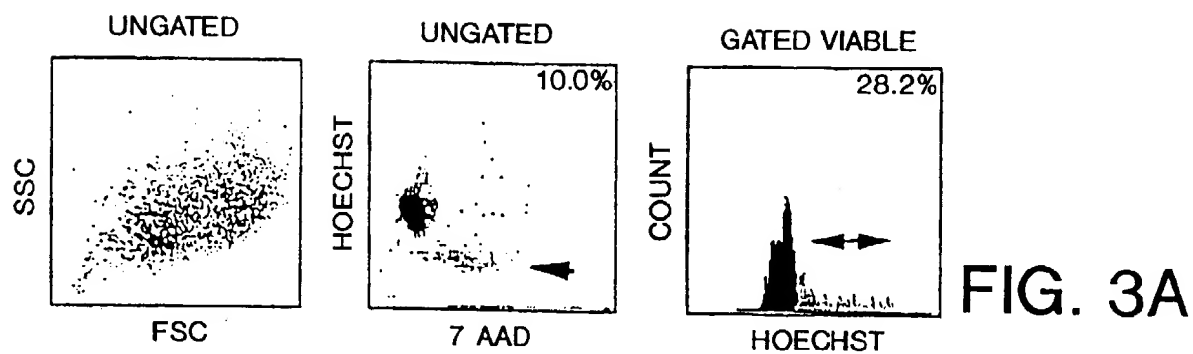 UNGATED
SSC
FSC
UNGATED
10.0%
HOECHST
7 AAD
GATED VIABLE
28.2%
COUNT
HOECHST
FIG. 3A